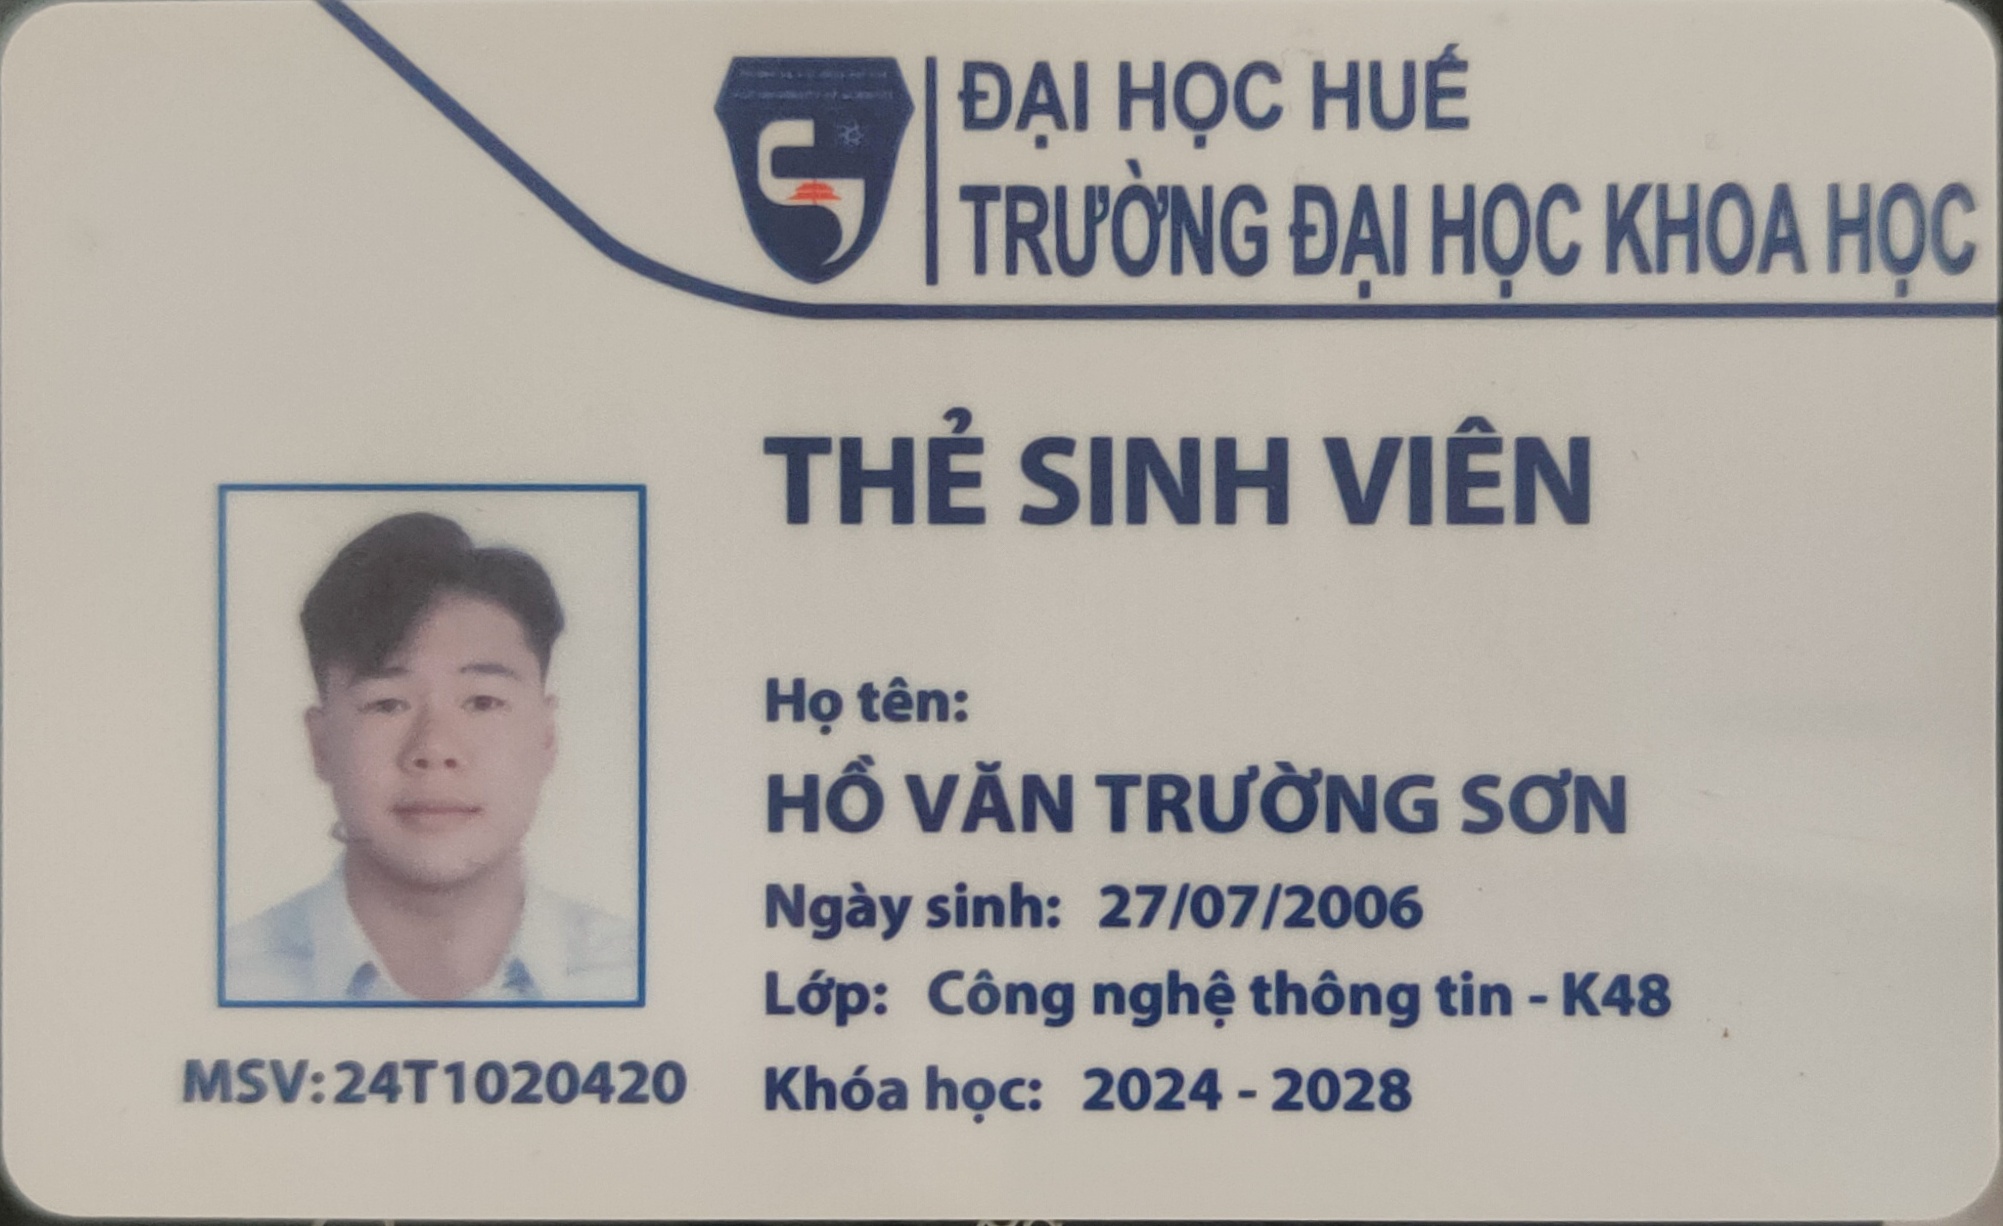 ĐẠI HỌC HUẾ
TRƯỜNG ĐẠI HỌC KHOA HỌC
THẺ SINH VIÊN
Họ tên:
HỒ VĂN TRƯỜNG SƠN
Ngày sinh: 27/07/2006
Lớp: Công nghệ thông tin - K48
Khóa học: 2024 - 2028
MSV:24T1020420